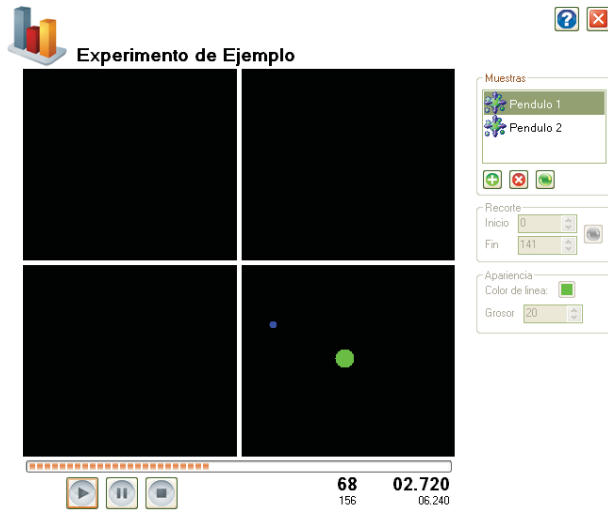 ?
Experimento de Ejemplo
Muestras
Pendulo 1
Pendulo 2
Recorte
Inicio 0
Fin 141
Apariencia
Color de linea:
Grosor 20
68 02.720
156 06.240